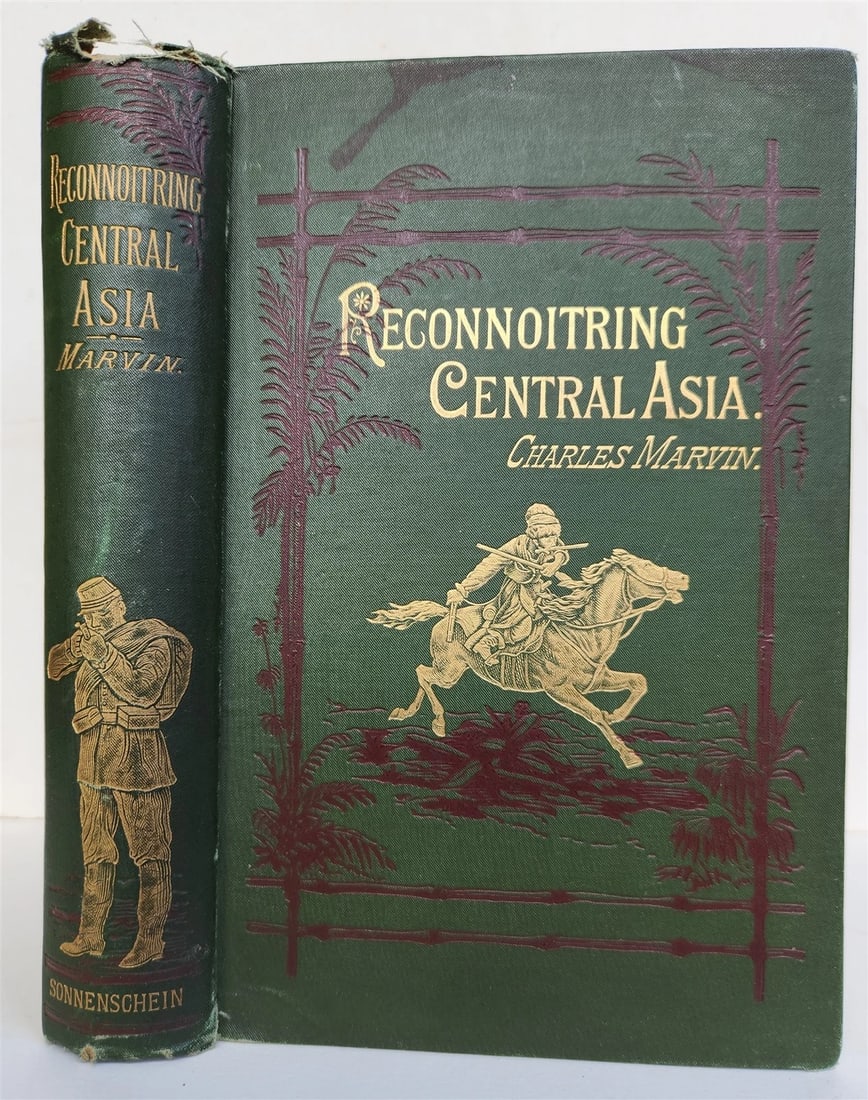 RECONNOITRING
CENTRAL
ASIA
MARVIN.
SONNENSCHEIN
RECONNOITRING
CENTRAL ASIA.
CHARLES MARVIN.